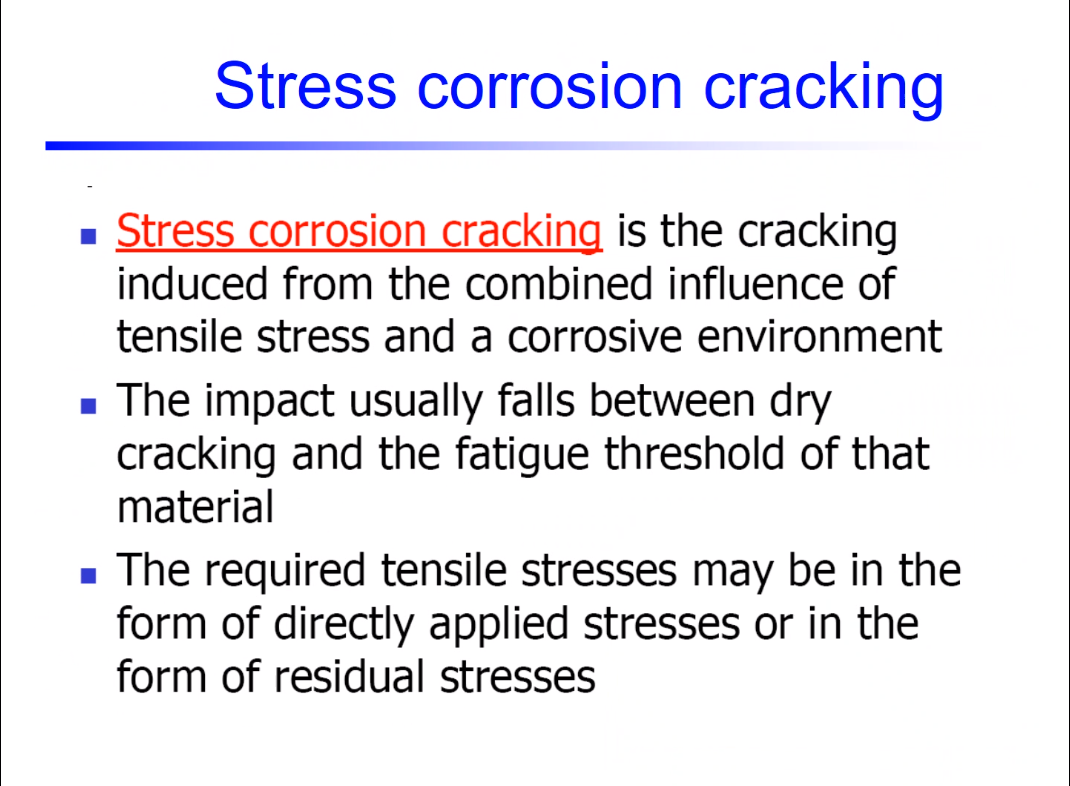 Stress corrosion cracking
-
Stress corrosion cracking is the cracking
induced from the combined influence of
tensile stress and a corrosive environment
The impact usually falls between dry
cracking and the fatigue threshold of that
material
The required tensile stresses may be in the
form of directly applied stresses or in the
form of residual stresses